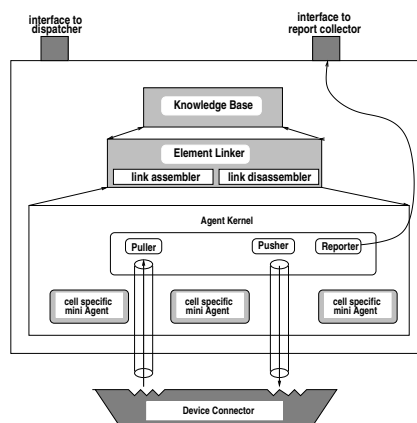 interface to
dispatcher
interface to
report collector
Knowledge Base
Element Linker
link assembler
link disassembler
Agent Kernel
Puller
Pusher
Reporter
cell specific
mini Agent
cell specific
mini Agent
cell specific
mini Agent
Device Connector